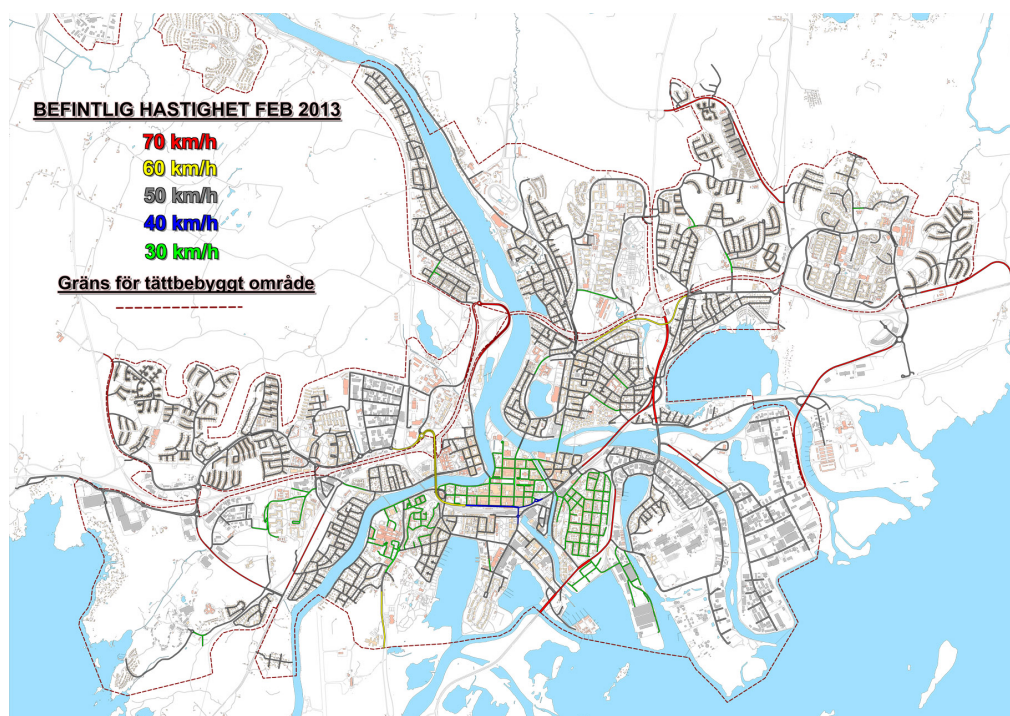 BEFINTLIG HASTIGHET FEB 2013
70 km/h
60 km/h
50 km/h
40 km/h
30 km/h
Gräns för tättbebyggt område